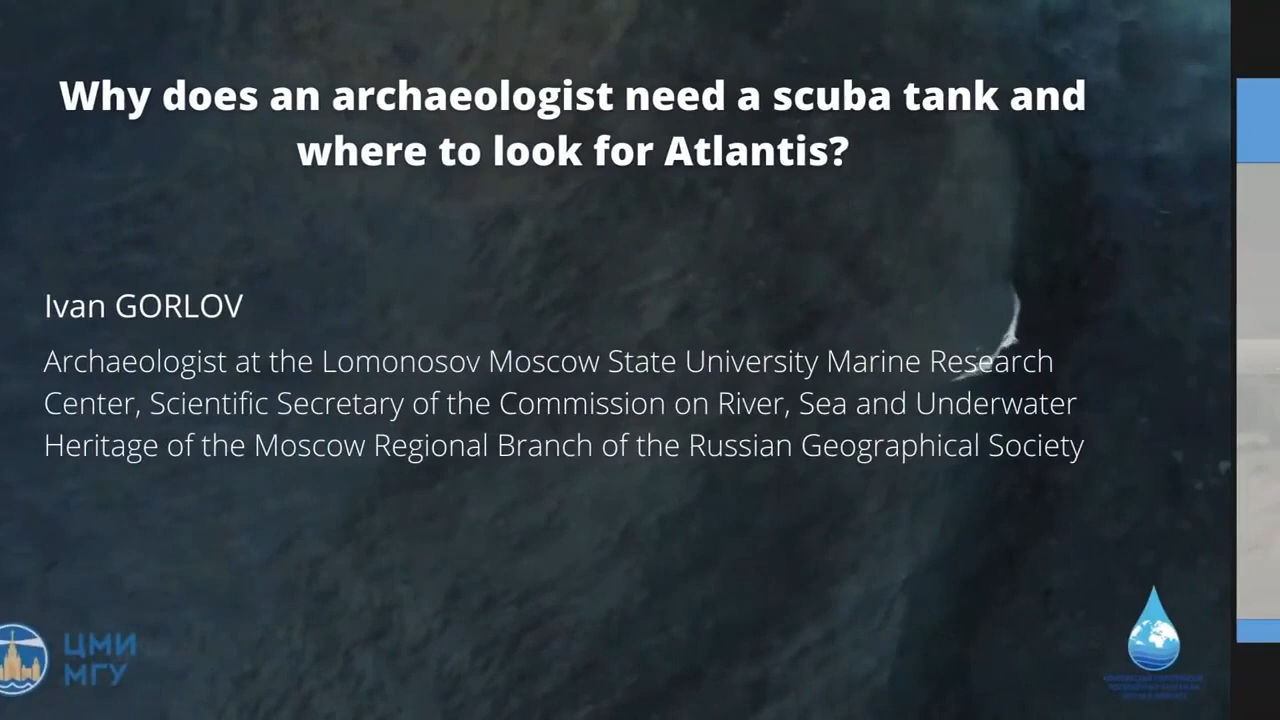 Why does an archaeologist need a scuba tank and
where to look for Atlantis?
Ivan GORLOV
Archaeologist at the Lomonosov Moscow State University Marine Research
Center, Scientific Secretary of the Commission on River, Sea and Underwater
Heritage of the Moscow Regional Branch of the Russian Geographical Society
ЦМИ
МГУ